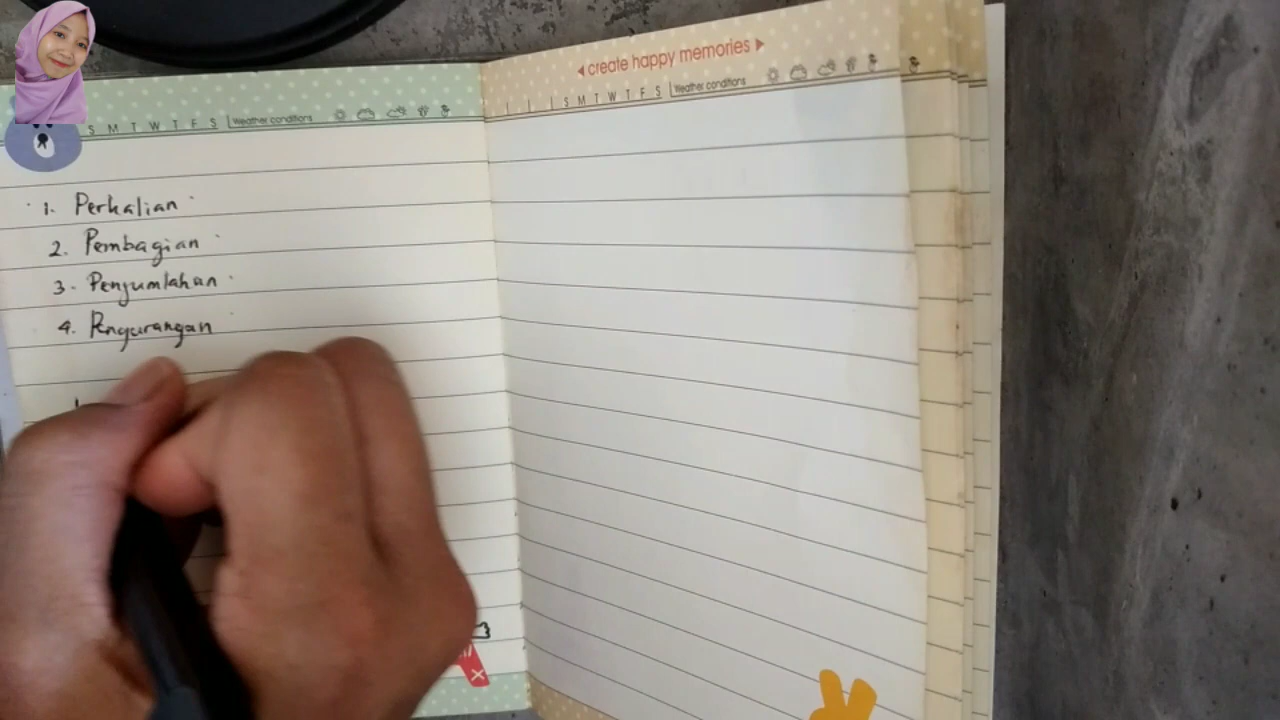 create happy memories
S M T W T F S Weather conditions
S M T W T F S Weather conditions
1. Perkalian
2. Pembagian
3. Penjumlahan
4. Pengurangan